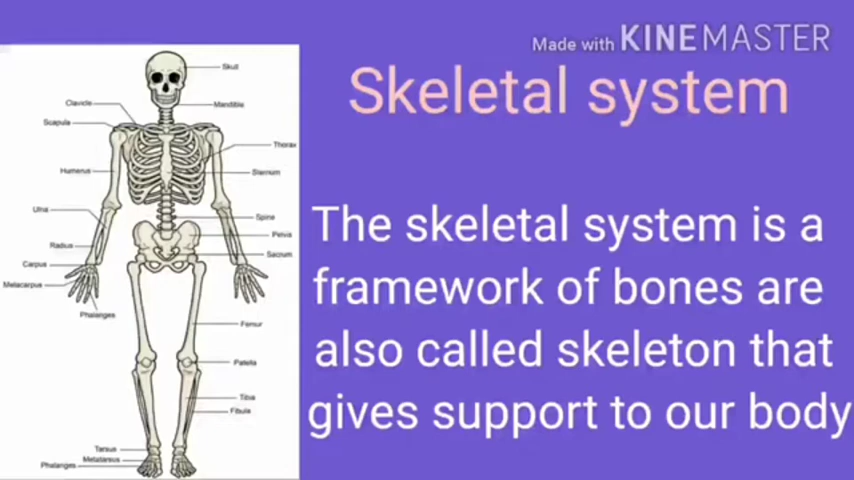 Made with KINEMASTER
Skeletal system
The skeletal system is a
framework of bones are
also called skeleton that
gives support to our body
Skull
Clavicle
Mandible
Scapula
Thorax
Humerus
Sternum
Ulna
Spine
Pelvis
Radius
Sacrum
Carpus
Metacarpus
Phalanges
Femur
Patella
Tibia
Fibula
Tarsus
Metatarsus
Phalanges